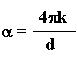 α = 4πk / d